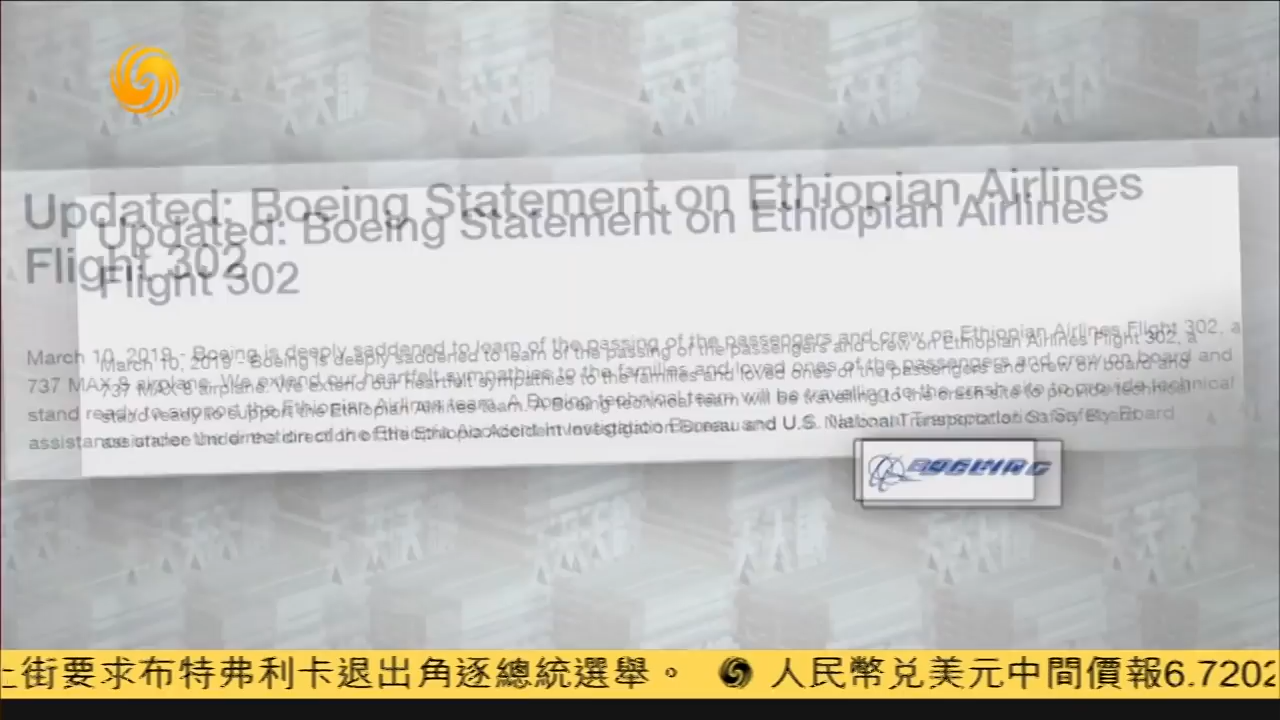 Updated: Boeing Statement on Ethiopian Airlines
Flight 302
March 10, 2019 - Boeing is deeply saddened to learn of the passing of the passengers and crew on Ethiopian Airlines Flight 302, a
737 MAX 8 airplane. We extend our heartfelt sympathies to the families and loved ones of the passengers and crew on board and
stand ready to support the Ethiopian Airlines team. A Boeing technical team will be travelling to the crash site to provide technical
assistance under the direction of the Ethiopia Accident Investigation Bureau and U.S. National Transportation Safety Board
BOEING
街要求布特弗利卡退出角逐總統選舉。 人民幣兌美元中間價報6.7202